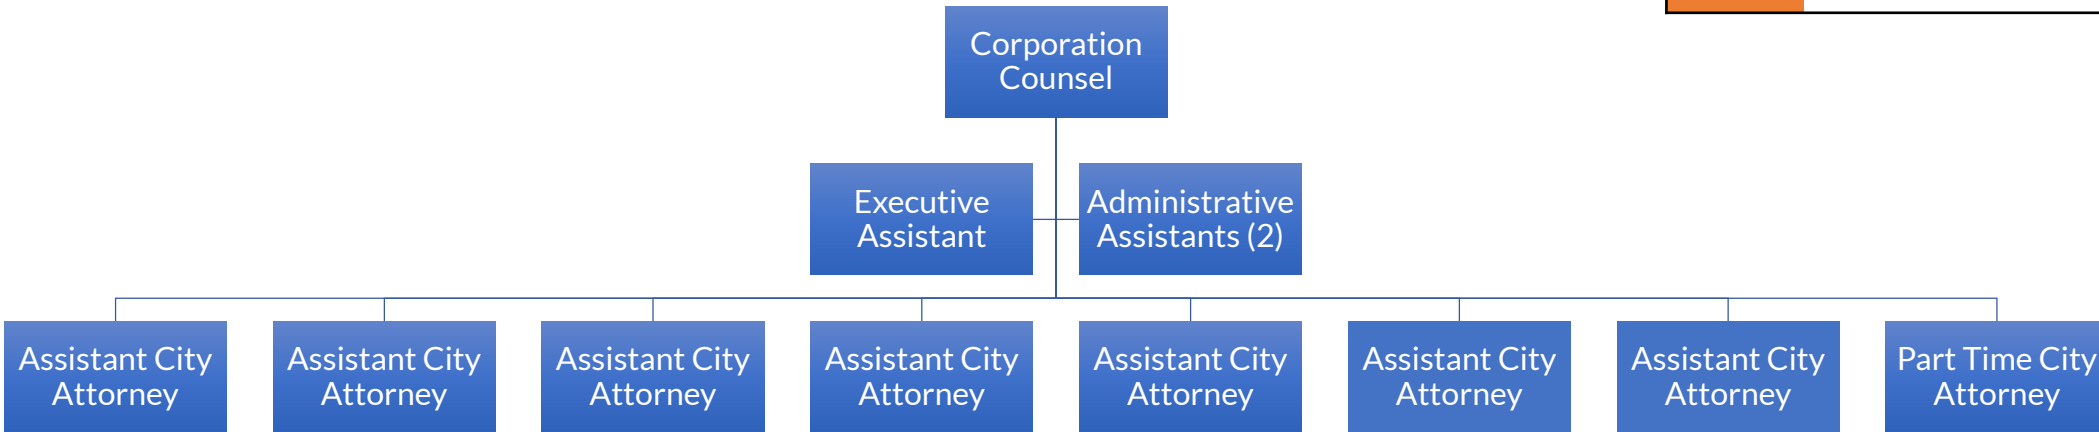 Corporation
Counsel
Executive
Assistant
Administrative
Assistants (2)
Assistant City
Attorney
Assistant City
Attorney
Assistant City
Attorney
Assistant City
Attorney
Assistant City
Attorney
Assistant City
Attorney
Assistant City
Attorney
Part Time City
Attorney